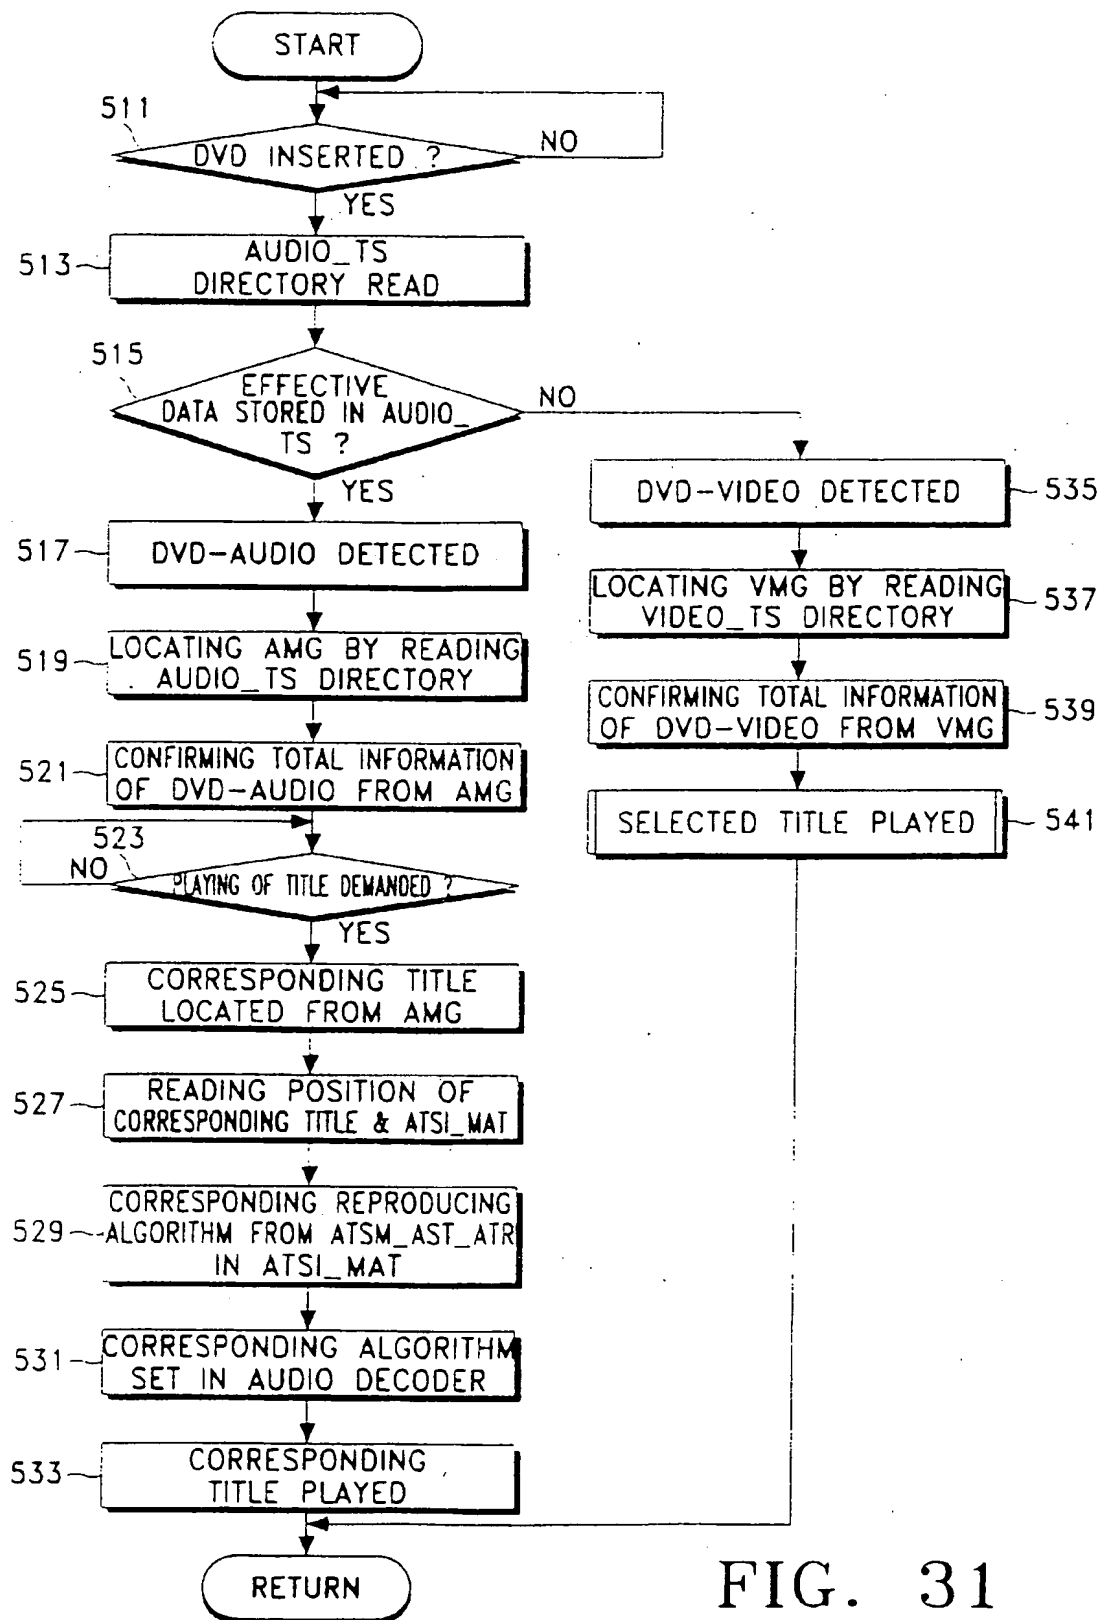 START
511
DVD INSERTED ?
NO
YES
513
AUDIO_TS
DIRECTORY READ
515
EFFECTIVE
DATA STORED IN AUDIO_
TS ?
NO
YES
517
DVD-AUDIO DETECTED
519
LOCATING AMG BY READING
AUDIO_TS DIRECTORY
521
CONFIRMING TOTAL INFORMATION
OF DVD-AUDIO FROM AMG
523
NO
PLAYING OF TITLE DEMANDED ?
YES
525
CORRESPONDING TITLE
LOCATED FROM AMG
527
READING POSITION OF
CORRESPONDING TITLE & ATSI_MAT
529
CORRESPONDING REPRODUCING
ALGORITHM FROM ATSM_AST_ATR
IN ATSI_MAT
531
CORRESPONDING ALGORITHM
SET IN AUDIO DECODER
533
CORRESPONDING
TITLE PLAYED
RETURN
DVD-VIDEO DETECTED
535
LOCATING VMG BY READING
VIDEO_TS DIRECTORY
537
CONFIRMING TOTAL INFORMATION
OF DVD-VIDEO FROM VMG
539
SELECTED TITLE PLAYED
541
FIG. 31